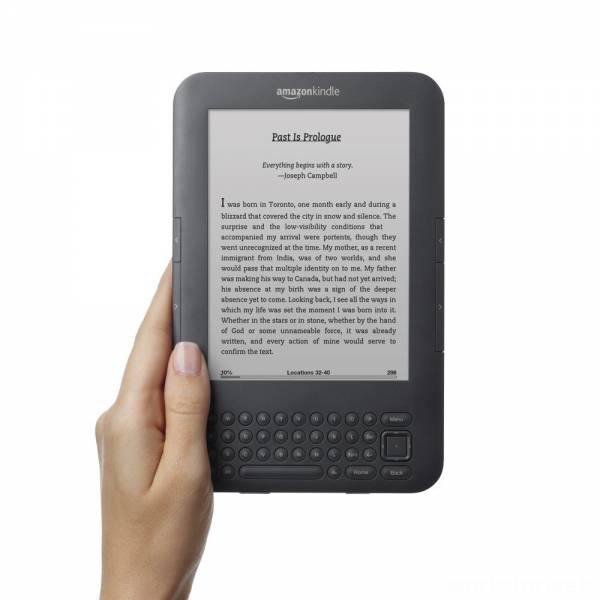 amazonkindle
Past Is Prologue
Everything begins with a story.
—Joseph Campbell
I was born in Toronto, one month early and during a
blizzard that covered the city in snow and silence. The
surprise and the low-visibility conditions that
accompanied my arrival were portents, though they
went unrecognized at the time. My mother, as a recent
immigrant from India, was of two worlds, and she
would pass that multiple identity on to me. My father
was making his way to Canada, but had not yet arrived;
his absence at my birth was a sign of the deeper
absence yet to come. Looking back, I see all the ways in
which my life was set the moment I was born into it.
Whether in the stars or in stone, whether by the hand
of God or some unnameable force, it was already
written, and every action of mine would serve to
confirm the text.
10% Locations 32-40 298
Menu
Home Back